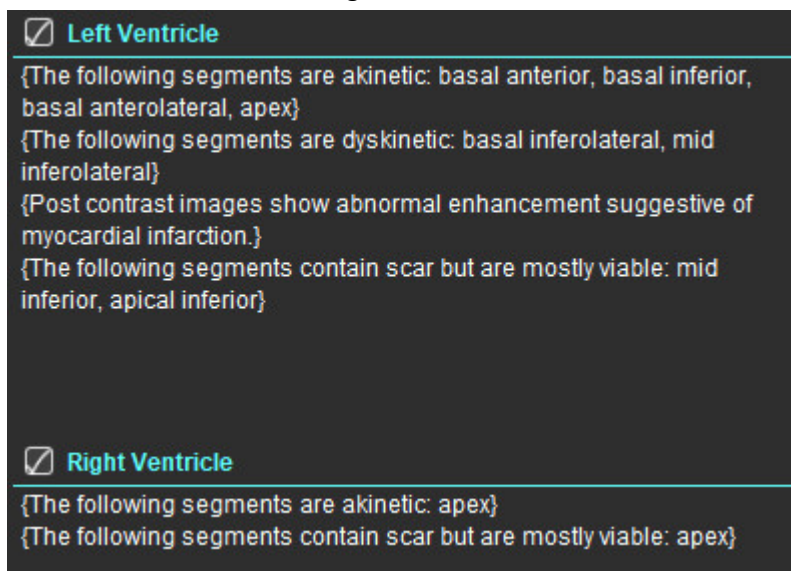 Left Ventricle
{The following segments are akinetic: basal anterior, basal inferior,
basal anterolateral, apex}
{The following segments are dyskinetic: basal inferolateral, mid
inferolateral}
{Post contrast images show abnormal enhancement suggestive of
myocardial infarction.}
{The following segments contain scar but are mostly viable: mid
inferior, apical inferior}
Right Ventricle
{The following segments are akinetic: apex}
{The following segments contain scar but are mostly viable: apex}